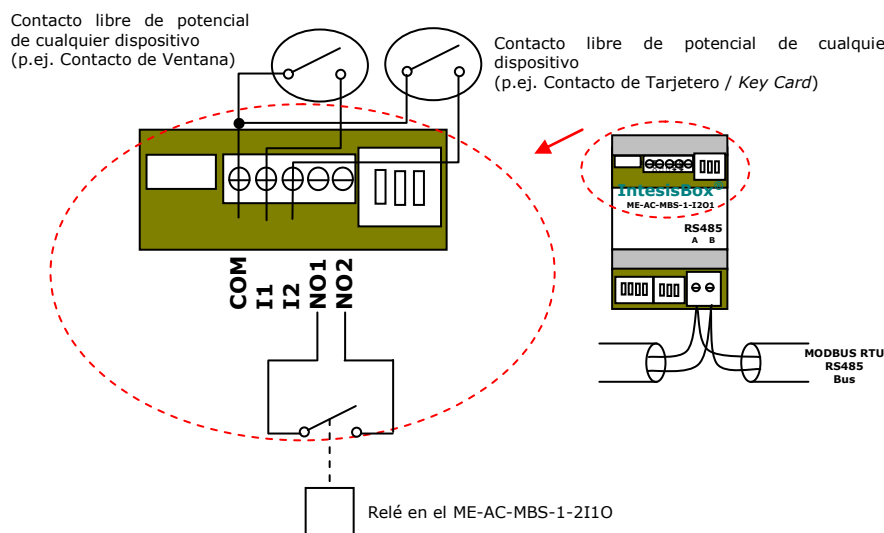 Contacto libre de potencial
de cualquier dispositivo
(p.ej. Contacto de Ventana)
Contacto libre de potencial de cualquie
dispositivo
(p.ej. Contacto de Tarjetero / Key Card)
IntesisBox®
ME-AC-MBS-1-I2O1
RS485
A B
COM
I1
I2
NO1
NO2
MODBUS RTU
RS485
Bus
Relé en el ME-AC-MBS-1-2I1O